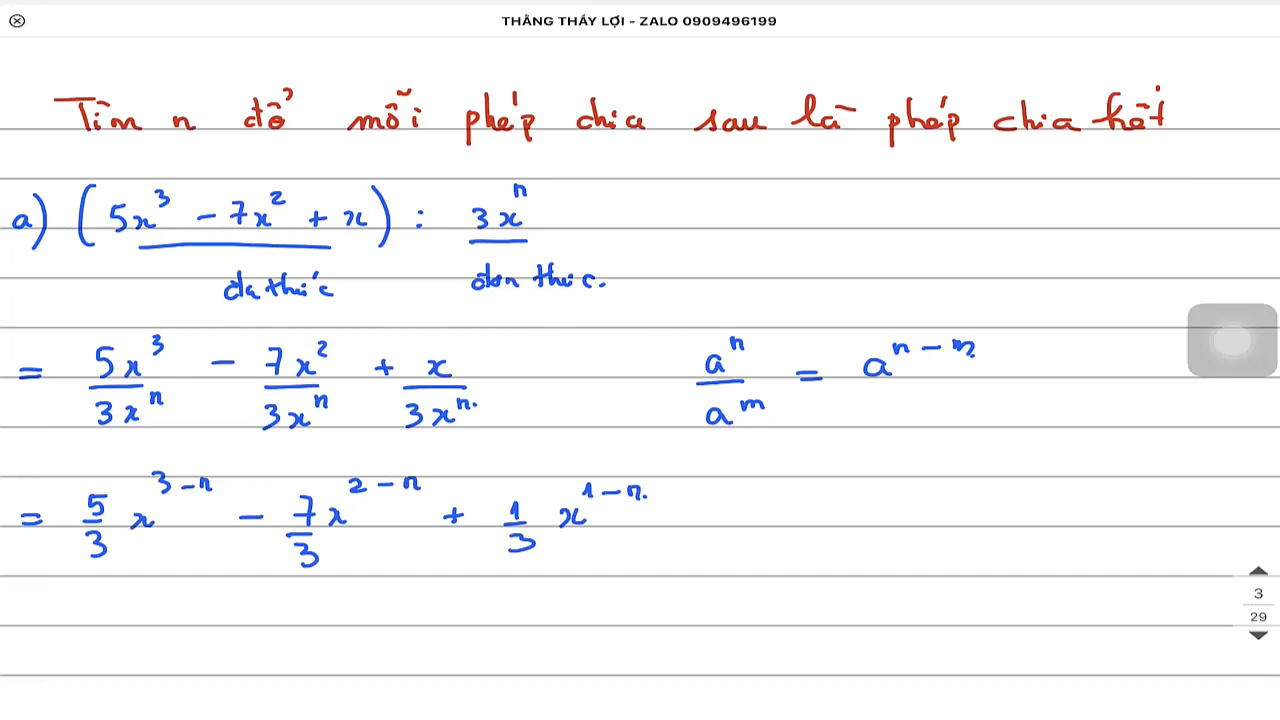 THẰNG THẦY LỢI - ZALO 0909496199
Tìm n để mỗi phép chia sau là phép chia hết
a) (5x³ - 7x² + x) : 3xⁿ
đa thức đơn thức.
= 5x³/3xⁿ - 7x²/3xⁿ + x/3xⁿ. aⁿ/aᵐ = aⁿ⁻ᵐ
= 5/3 x³⁻ⁿ - 7/3 x²⁻ⁿ + 1/3 x¹⁻ⁿ.
3
29